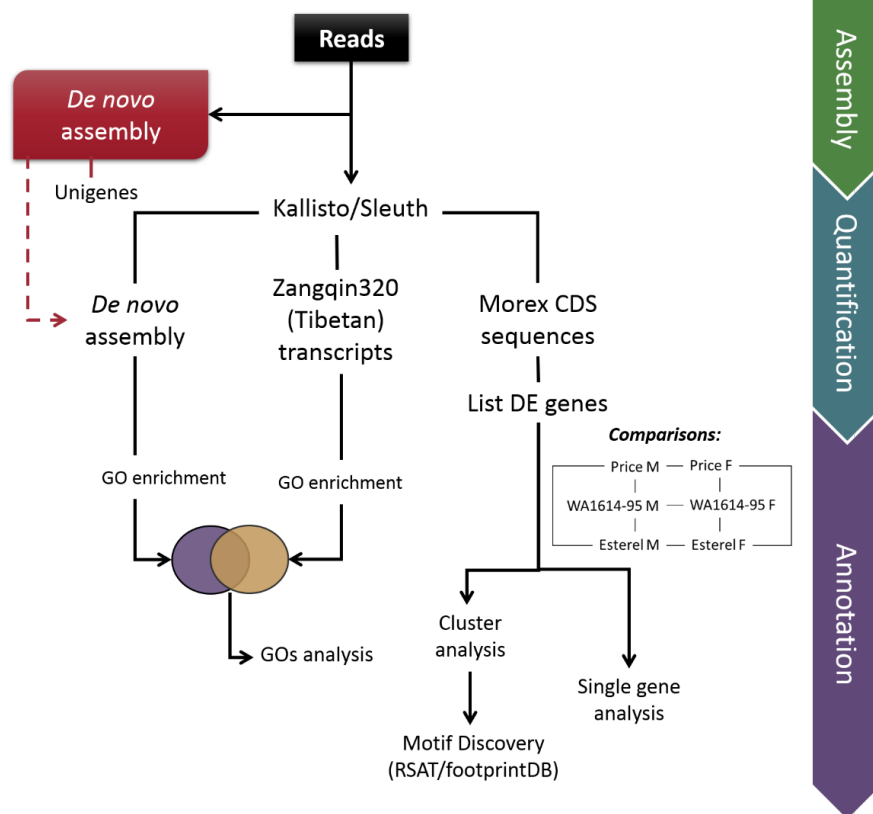 Reads
De novo
assembly
Unigenes
Kallisto/Sleuth
De novo
assembly
Zangqin320
(Tibetan)
transcripts
Morex CDS
sequences
List DE genes
GO enrichment
GO enrichment
Comparisons:
Price M
Price F
WA1614-95 M
WA1614-95 F
Esterel M
Esterel F
GOs analysis
Cluster
analysis
Single gene
analysis
Motif Discovery
(RSAT/footprintDB)
Assembly
Quantification
Annotation